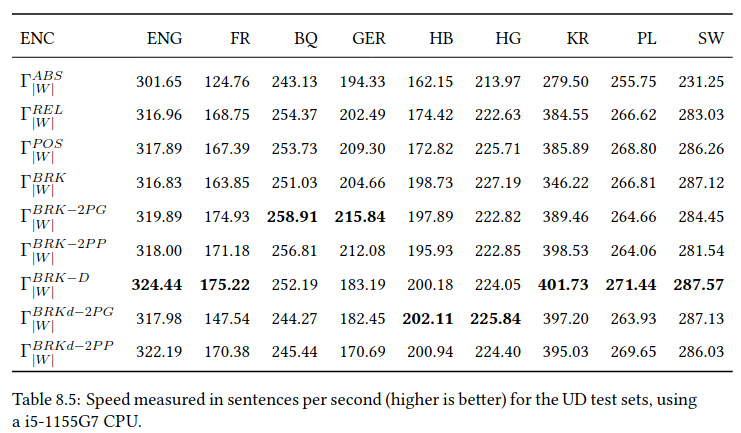 ENC ENG FR BQ GER HB HG KR PL SW
Γ^{ABS}_{|W|} 301.65 124.76 243.13 194.33 162.15 213.97 279.50 255.75 231.25
Γ^{REL}_{|W|} 316.96 168.75 254.37 202.49 174.42 222.63 384.55 266.62 283.03
Γ^{POS}_{|W|} 317.89 167.39 253.73 209.30 172.82 225.71 385.89 268.80 286.26
Γ^{BRK}_{|W|} 316.83 163.85 251.03 204.66 198.73 227.19 346.22 266.81 287.12
Γ^{BRK−2PG}_{|W|} 319.89 174.93 258.91 215.84 197.89 222.82 389.46 264.66 284.45
Γ^{BRK−2PP}_{|W|} 318.00 171.18 256.81 212.08 195.93 222.85 398.53 264.06 281.54
Γ^{BRK−D}_{|W|} 324.44 175.22 252.19 183.19 200.18 224.05 401.73 271.44 287.57
Γ^{BRKd−2PG}_{|W|} 317.98 147.54 244.27 182.45 202.11 225.84 397.20 263.93 287.13
Γ^{BRKd−2PP}_{|W|} 322.19 170.38 245.44 170.69 200.94 224.40 395.03 269.65 286.03
Table 8.5: Speed measured in sentences per second (higher is better) for the UD test sets, using
a i5-1155G7 CPU.